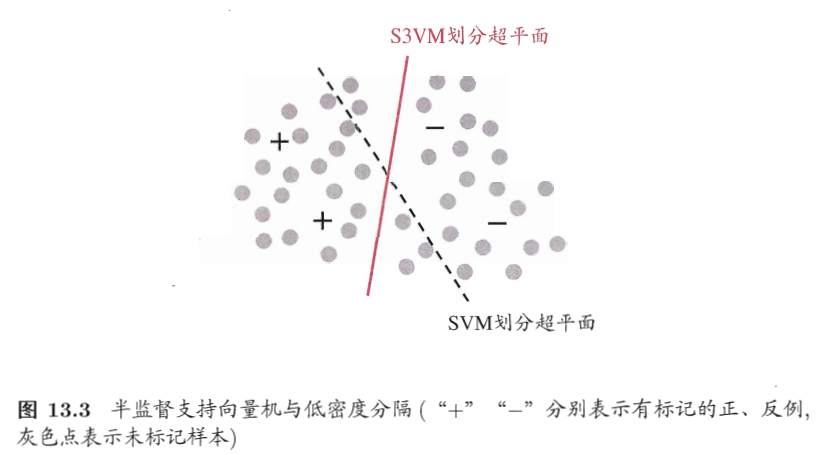 S3VM划分超平面
+
−
+
−
SVM划分超平面
图 13.3 半监督支持向量机与低密度分隔 (“+” “−” 分别表示有标记的正、反例,
灰色点表示未标记样本)